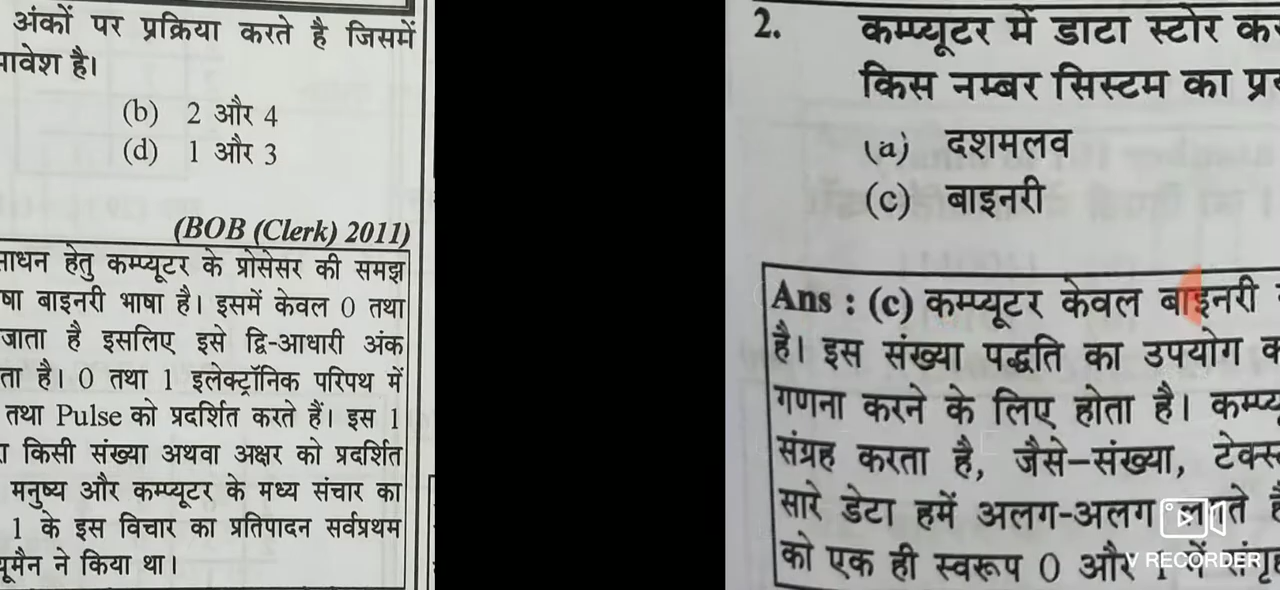 अंकों पर प्रक्रिया करते है जिसमें
है।
(b) 2 और 4
(d) 1 और 3
(BOB (Clerk) 2011)
हेतु कम्प्यूटर के प्रोसेसर की समझ
बाइनरी भाषा है। इसमें केवल 0 तथा
जाता है इसलिए इसे द्वि-आधारी अंक
है। 0 तथा 1 इलेक्ट्रॉनिक परिपथ में
तथा Pulse को प्रदर्शित करते हैं। इस 1
किसी संख्या अथवा अक्षर को प्रदर्शित
मनुष्य और कम्प्यूटर के मध्य संचार का
1 के इस विचार का प्रतिपादन सर्वप्रथम
ने किया था।
2. कम्प्यूटर में डाटा स्टोर
किस नम्बर सिस्टम का
(a) दशमलव
(c) बाइनरी
Ans : (c) कम्प्यूटर केवल बाइनरी
है। इस संख्या पद्धति का उपयोग
गणना करने के लिए होता है।
संग्रह करता है, जैसे–संख्या,
सारे डेटा हमें अलग-अलग लगते
को एक ही स्वरूप 0 और 1 में
V RECORDER